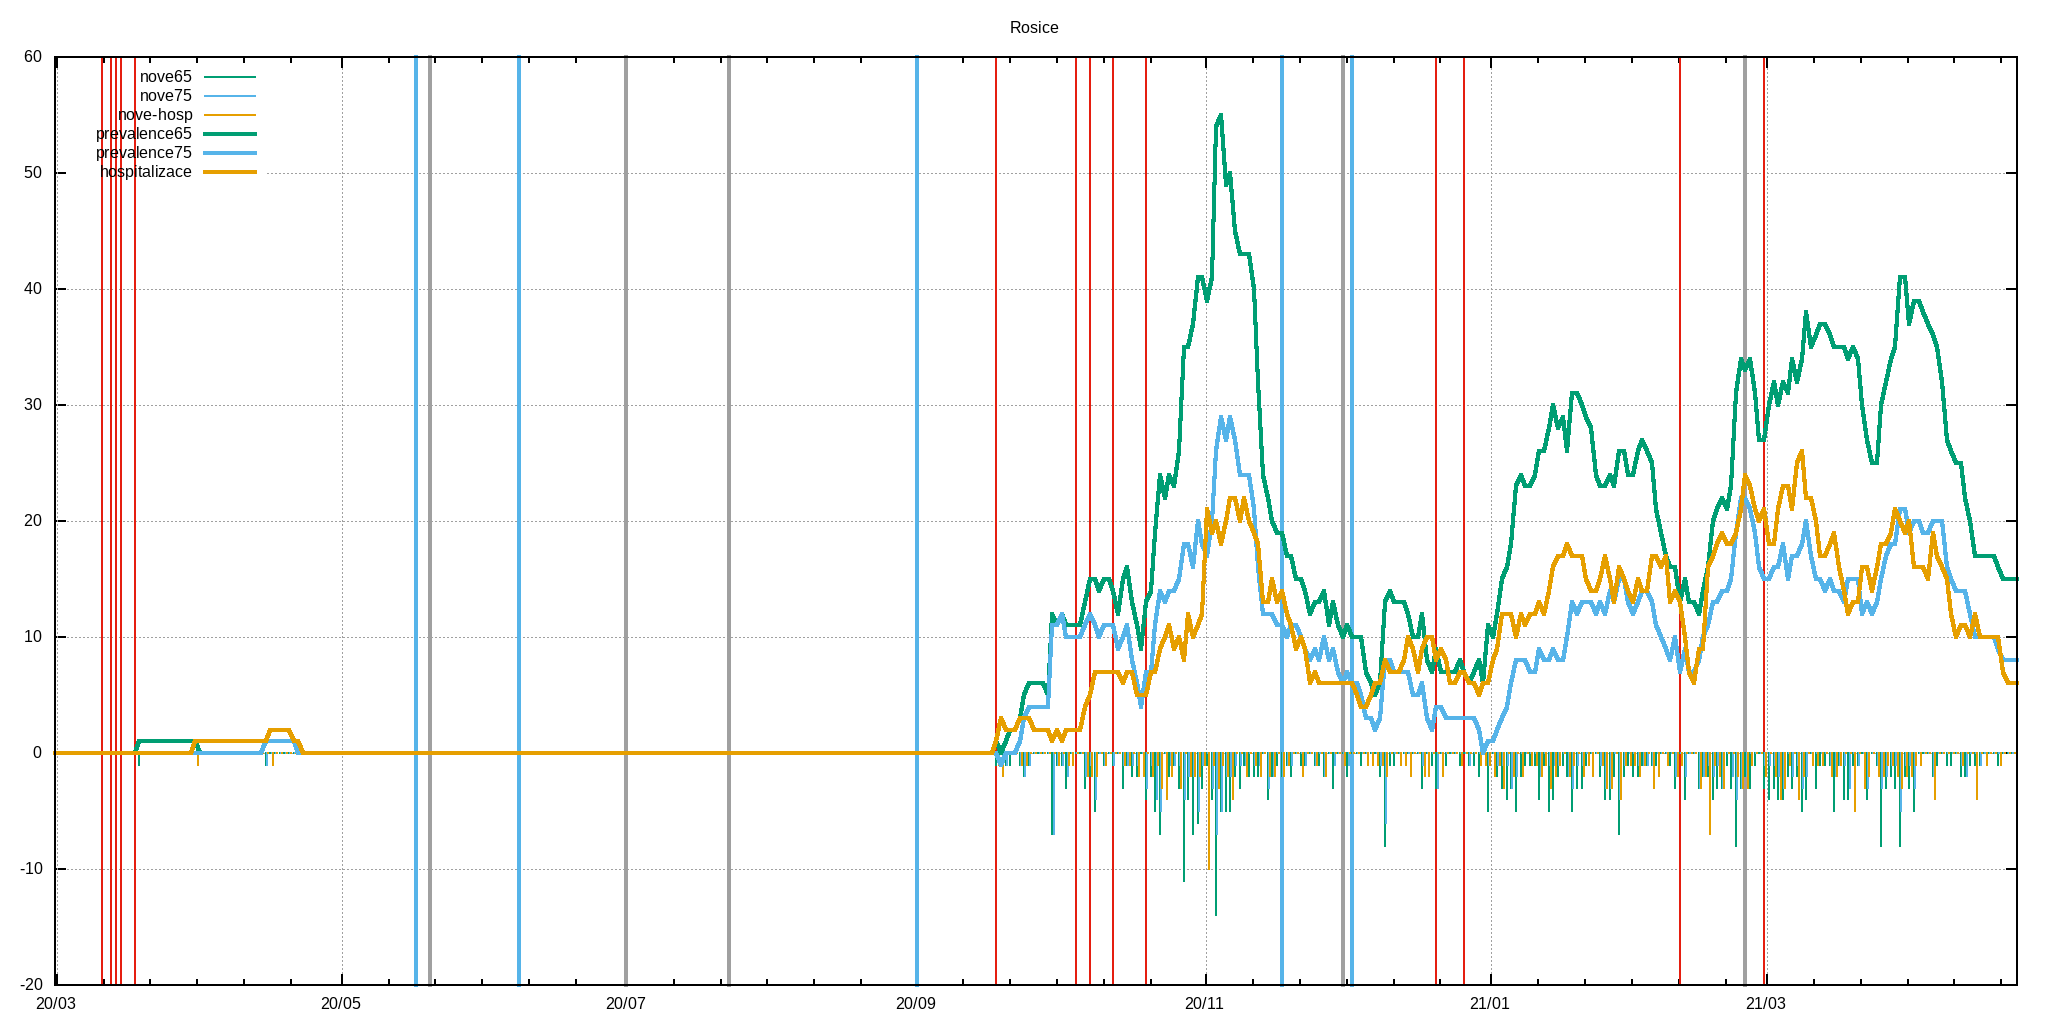 Rosice
60
50
40
30
20
10
0
-10
-20
nove65
nove75
nove-hosp
prevalence65
prevalence75
hospitalizace
20/03 20/05 20/07 20/09 20/11 21/01 21/03